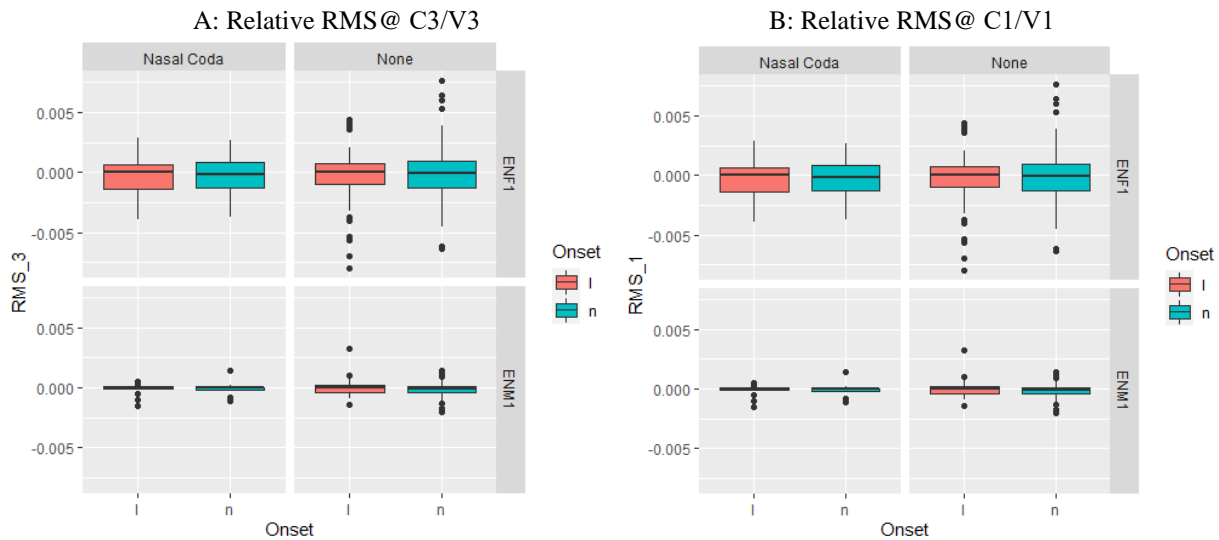 A: Relative RMS@ C3/V3
Nasal Coda
None
0.005
0.000
-0.005
ENF1
0.005
0.000
-0.005
ENM1
RMS_3
l
n
l
n
Onset
Onset
l
n
B: Relative RMS@ C1/V1
Nasal Coda
None
0.005
0.000
-0.005
ENF1
0.005
0.000
-0.005
ENM1
RMS_1
l
n
l
n
Onset
Onset
l
n